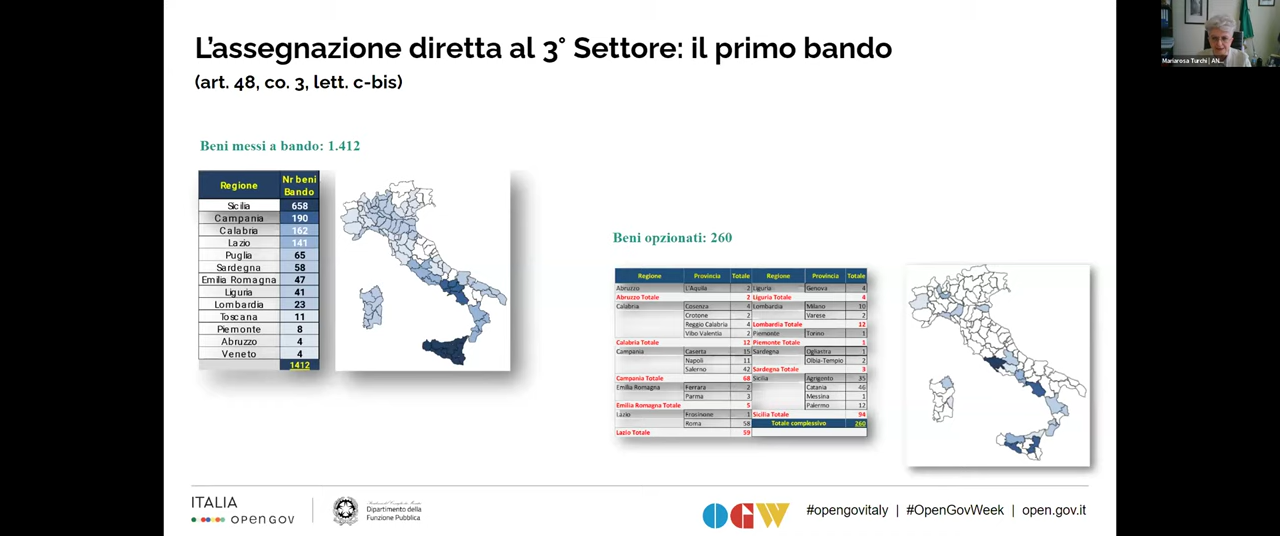 L'assegnazione diretta al 3° Settore: il primo bando
(art. 48, co. 3, lett. c-bis)
Mariarosa Turchi | AN...
Beni messi a bando: 1.412
Regione Nr beni Bando
Sicilia 658
Campania 190
Calabria 162
Lazio 141
Puglia 65
Sardegna 58
Emilia Romagna 47
Liguria 41
Lombardia 23
Toscana 11
Piemonte 8
Abruzzo 4
Veneto 4
1412
Beni opzionati: 260
Regione Provincia Totale Regione Provincia Totale
Abruzzo L'Aquila 2 Liguria Genova 4
Abruzzo Totale 2 Liguria Totale 4
Calabria Cosenza 4 Lombardia Milano 10
Crotone 2 Varese 2
Reggio Calabria 4 Lombardia Totale 12
Vibo Valentia 2 Piemonte Torino 1
Calabria Totale 12 Piemonte Totale 1
Campania Caserta 15 Sardegna Ogliastra 1
Napoli 11 Olbia-Tempio 2
Salerno 42 Sardegna Totale 3
Campania Totale 68 Sicilia Agrigento 35
Emilia Romagna Ferrara 2 Catania 46
Parma 3 Messina 1
Emilia Romagna Totale 5 Palermo 12
Lazio Frosinone 1 Sicilia Totale 94
Roma 58 Totale complessivo 260
Lazio Totale 59
ITALIA
OPEN GOV
Dipartimento della
Funzione Pubblica
OGW
#opengovitaly | #OpenGovWeek | open.gov.it